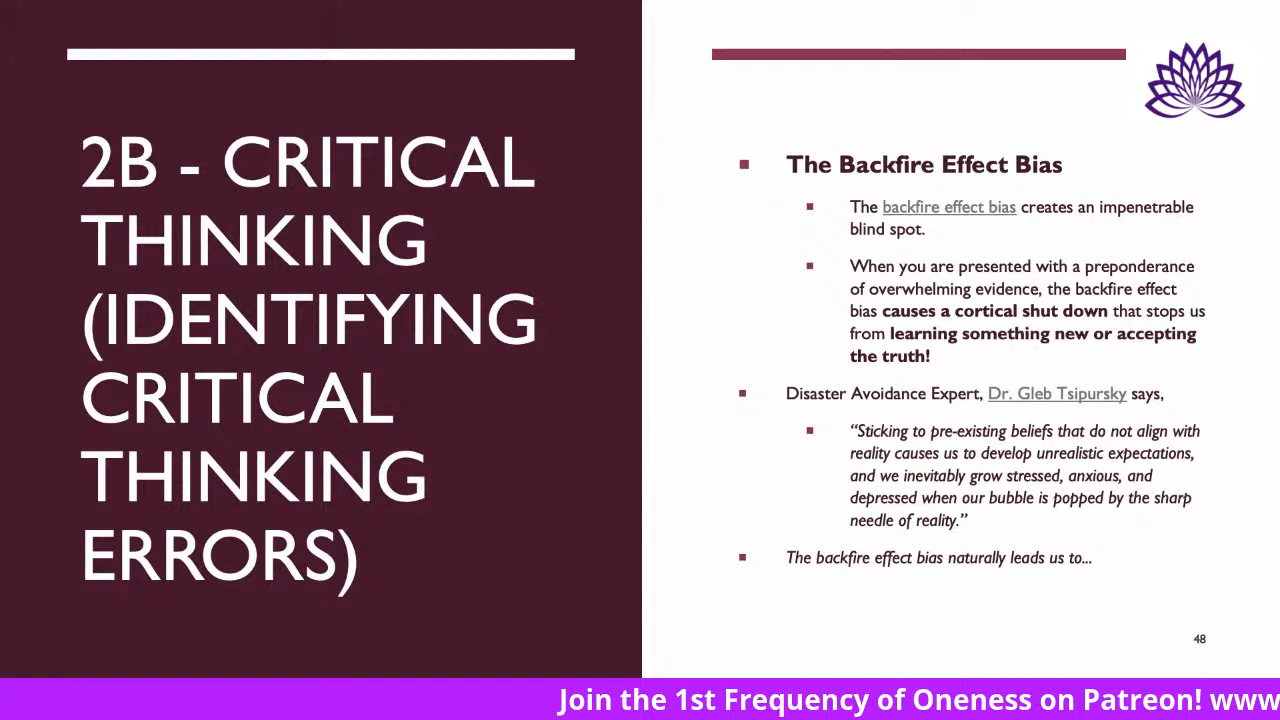 2B - CRITICAL
THINKING
(IDENTIFYING
CRITICAL
THINKING
ERRORS)
The Backfire Effect Bias
The backfire effect bias creates an impenetrable
blind spot.
When you are presented with a preponderance
of overwhelming evidence, the backfire effect
bias causes a cortical shut down that stops us
from learning something new or accepting
the truth!
Disaster Avoidance Expert, Dr. Gleb Tsipursky says,
“Sticking to pre-existing beliefs that do not align with
reality causes us to develop unrealistic expectations,
and we inevitably grow stressed, anxious, and
depressed when our bubble is popped by the sharp
needle of reality.”
The backfire effect bias naturally leads us to...
48
Join the 1st Frequency of Oneness on Patreon! www